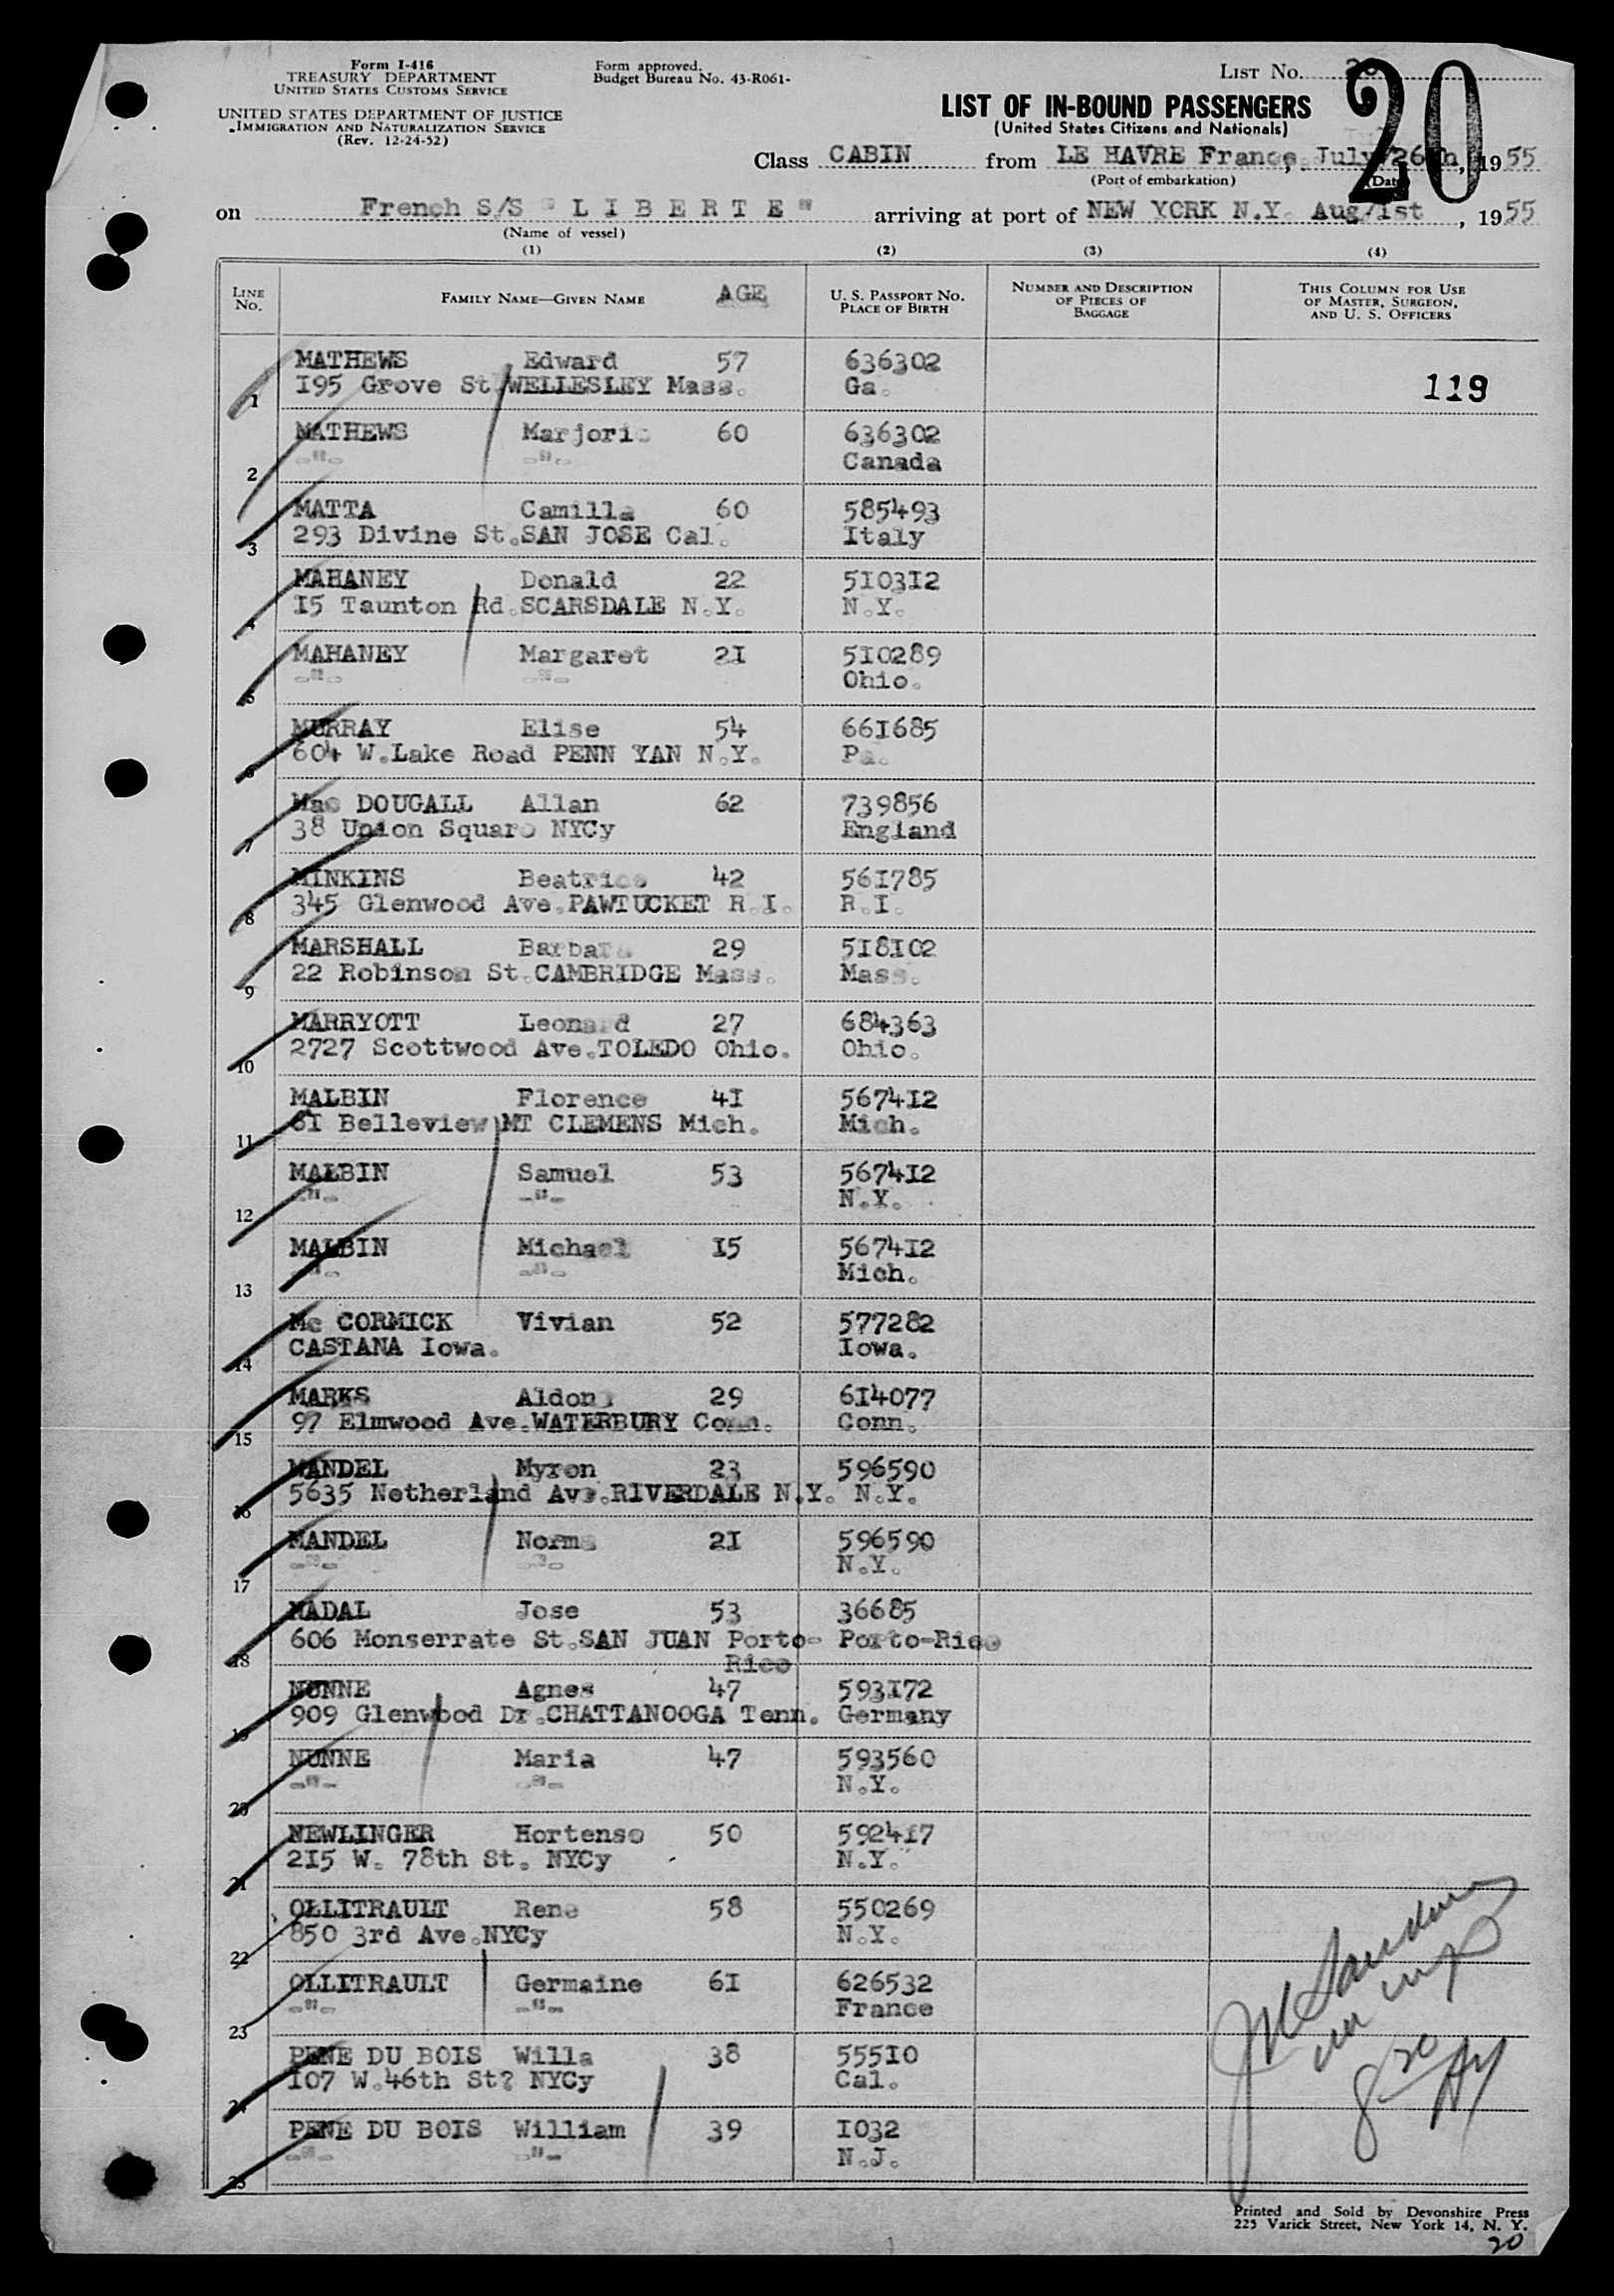 Form I-416
TREASURY DEPARTMENT
UNITED STATES CUSTOMS SERVICE
UNITED STATES DEPARTMENT OF JUSTICE
IMMIGRATION AND NATURALIZATION SERVICE
(Rev. 12-24-52)
Form approved.
Budget Bureau No. 43-R061-
LIST No. 20
20
LIST OF IN-BOUND PASSENGERS
(United States Citizens and Nationals)
Class CABIN from LE HAVRE France, July/26th, 1955
(Port of embarkation) (Date)
on French S/S "LIBERTE" arriving at port of NEW YORK N.Y. Aug/1st, 1955
(Name of vessel)
(1) (2) (3) (4)
LINE No. FAMILY NAME—GIVEN NAME AGE U. S. PASSPORT No. PLACE OF BIRTH NUMBER AND DESCRIPTION OF PIECES OF BAGGAGE THIS COLUMN FOR USE OF MASTER, SURGEON, AND U. S. OFFICERS
MATHEWS Edward 57 636302
1 195 Grove St.WELLESLEY Mass. Ga. 119
MATHEWS Marjorie 60 636302
2 -"- -"- Canada
MATTA Camilla 60 585493
3 293 Divine St.SAN JOSE Cal. Italy
MAHANEY Donald 22 510312
4 15 Taunton Rd.SCARSDALE N.Y. N.Y.
MAHANEY Margaret 21 510289
5 -"- -"- Ohio.
MURRAY Elise 54 661685
6 604 W.Lake Road PENN YAN N.Y. Pa.
Mac DOUGALL Allan 62 739856
7 38 Union Square NYCy England
MINKINS Beatrice 42 561785
8 345 Glenwood Ave.PAWTUCKET R.I. R.I.
MARSHALL Barbara 29 518102
9 22 Robinson St.CAMBRIDGE Mass. Mass.
MARRYOTT Leonard 27 684363
10 2727 Scottwood Ave.TOLEDO Ohio. Ohio.
MALBIN Florence 41 567412
11 61 Belleview MT CLEMENS Mich. Mich.
MALBIN Samuel 53 567412
12 -"- -"- N.Y.
MALBIN Michael 15 567412
13 -"- -"- Mich.
Mc CORMICK Vivian 52 577282
14 CASTANA Iowa. Iowa.
MARKS Aldona 29 614077
15 97 Elmwood Ave.WATERBURY Conn. Conn.
MANDEL Myron 23 596590
16 5635 Netherland Ave.RIVERDALE N.Y. N.Y.
MANDEL Norma 21 596590
17 -"- -"- N.Y.
NADAL Jose 53 36685
18 606 Monserrate St.SAN JUAN Porto- Porto-Rico
Rico
NUNNE Agnes 47 593172
19 909 Glenwood Dr.CHATTANOOGA Tenn. Germany
NUNNE Maria 47 593560
20 -"- -"- N.Y.
NEWLINGER Hortense 50 592417
21 215 W. 78th St. NYCy N.Y.
OLLITRAULT Rene 58 550269
22 850 3rd Ave.NYCy N.Y.
OLLITRAULT Germaine 61 626532
23 -"- -"- France
PENE DU BOIS Willa 38 55510
24 107 W.46th St? NYCy Cal.
PENE DU BOIS William 39 1032
25 -"- -"- N.J.
Printed and Sold by Devonshire Press
225 Varick Street, New York 14, N. Y.
20